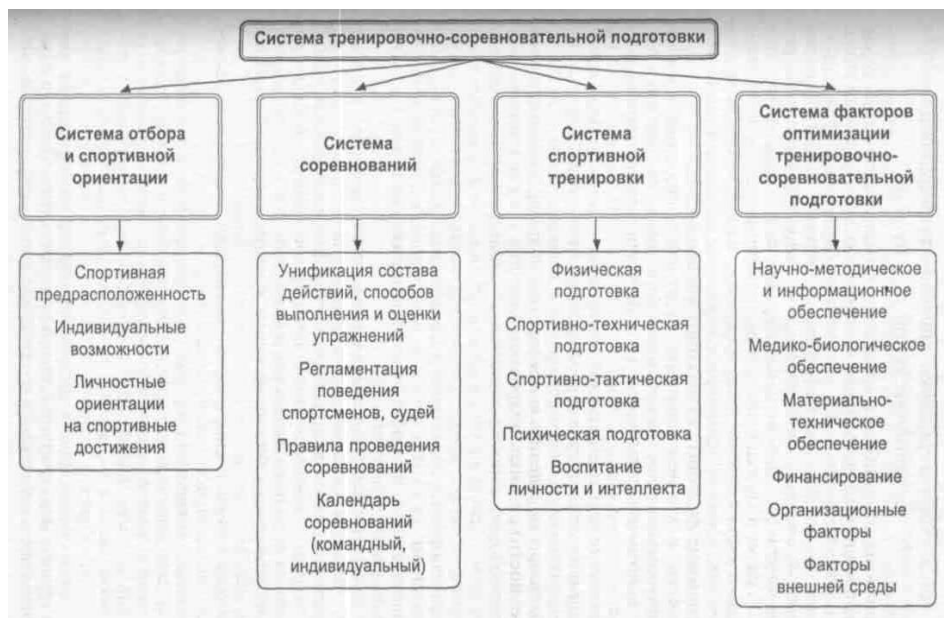 Система тренировочно-соревновательной подготовки
Система отбора
и спортивной
ориентации
Спортивная
предрасположенность
Индивидуальные
возможности
Личностные
ориентации
на спортивные
достижения
Система
соревнований
Унификация состава
действий, способов
выполнения и оценки
упражнений
Регламентация
поведения
спортсменов, судей
Правила проведения
соревнований
Календарь
соревнований
(командный,
индивидуальный)
Система
спортивной
тренировки
Физическая
подготовка
Спортивно-техническая
подготовка
Спортивно-тактическая
подготовка
Психическая подготовка
Воспитание
личности и интеллекта
Система факторов
оптимизации
тренировочно-
соревновательной
подготовки
Научно-методическое
и информационное
обеспечение
Медико-биологическое
обеспечение
Материально-
техническое
обеспечение
Финансирование
Организационные
факторы
Факторы
внешней среды